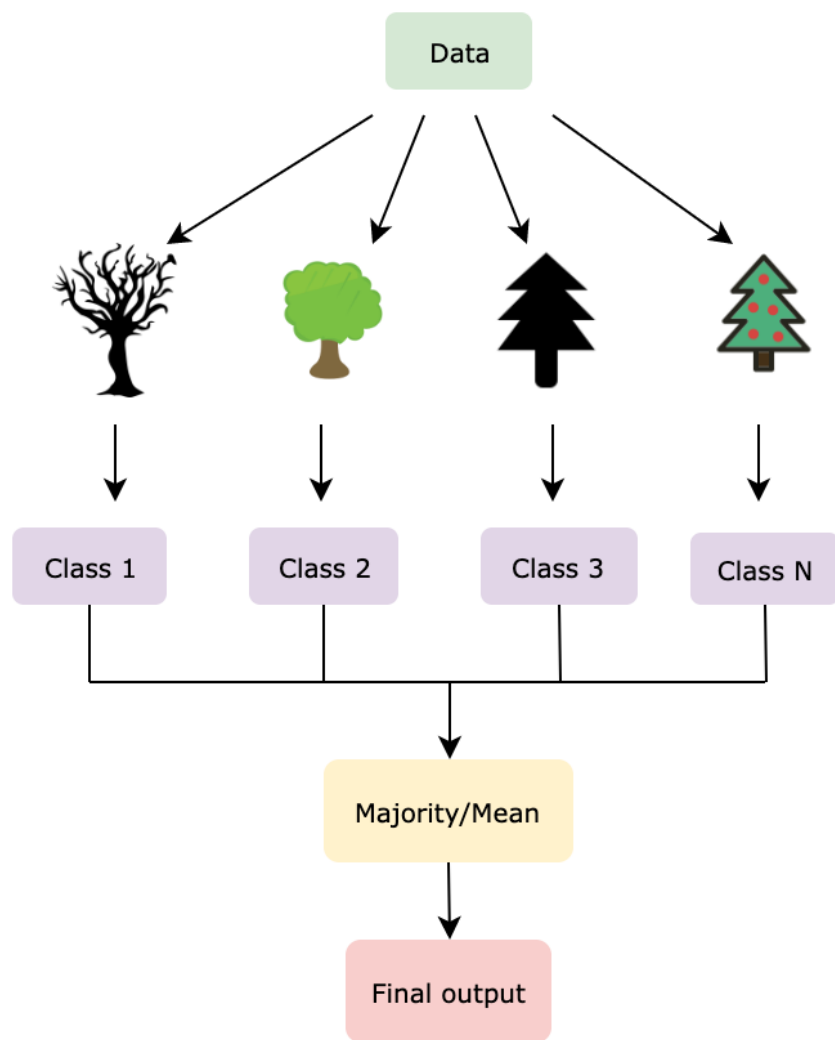 Data
Class 1
Class 2
Class 3
Class N
Majority/Mean
Final output